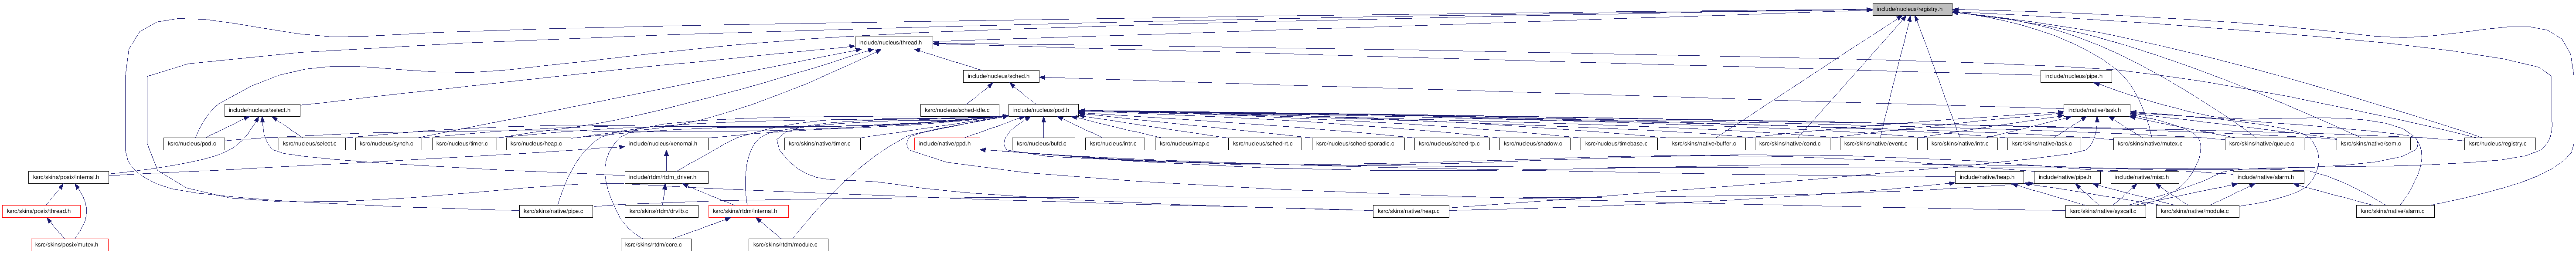 include/nucleus/registry.h
include/nucleus/thread.h
include/nucleus/sched.h
include/nucleus/pipe.h
include/nucleus/select.h
ksrc/nucleus/sched-idle.c
include/nucleus/pod.h
include/native/task.h
ksrc/nucleus/pod.c
ksrc/nucleus/select.c
ksrc/nucleus/synch.c
ksrc/nucleus/timer.c
ksrc/nucleus/heap.c
include/nucleus/xenomai.h
ksrc/skins/native/timer.c
include/native/ppd.h
ksrc/nucleus/bufd.c
ksrc/nucleus/intr.c
ksrc/nucleus/map.c
ksrc/nucleus/sched-rt.c
ksrc/nucleus/sched-sporadic.c
ksrc/nucleus/sched-tp.c
ksrc/nucleus/shadow.c
ksrc/nucleus/timebase.c
ksrc/skins/native/buffer.c
ksrc/skins/native/cond.c
ksrc/skins/native/event.c
ksrc/skins/native/intr.c
ksrc/skins/native/task.c
ksrc/skins/native/mutex.c
ksrc/skins/native/queue.c
ksrc/skins/native/sem.c
ksrc/nucleus/registry.c
ksrc/skins/posix/internal.h
include/rtdm/rtdm_driver.h
include/native/heap.h
include/native/pipe.h
include/native/misc.h
include/native/alarm.h
ksrc/skins/posix/thread.h
ksrc/skins/native/pipe.c
ksrc/skins/rtdm/drvlib.c
ksrc/skins/rtdm/internal.h
ksrc/skins/native/heap.c
ksrc/skins/native/syscall.c
ksrc/skins/native/module.c
ksrc/skins/native/alarm.c
ksrc/skins/posix/mutex.h
ksrc/skins/rtdm/core.c
ksrc/skins/rtdm/module.c